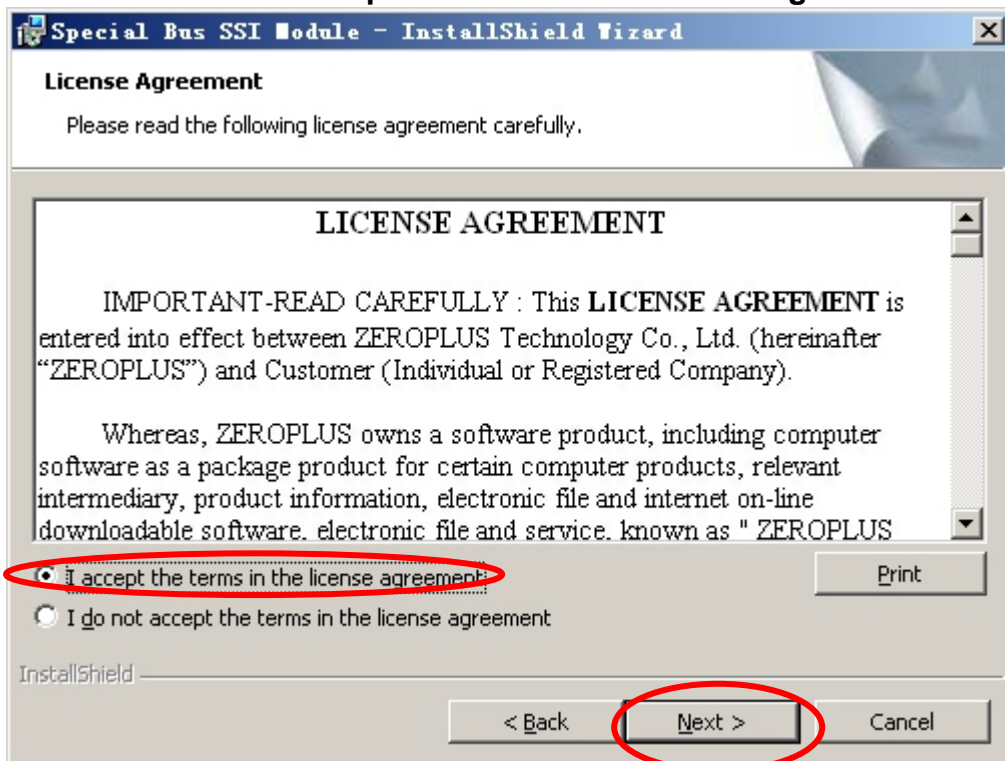 Special Bus SSI Module - InstallShield Wizard
License Agreement
Please read the following license agreement carefully.
LICENSE AGREEMENT
IMPORTANT-READ CAREFULLY : This LICENSE AGREEMENT is
entered into effect between ZEROPLUS Technology Co., Ltd. (hereinafter
“ZEROPLUS”) and Customer (Individual or Registered Company).
Whereas, ZEROPLUS owns a software product, including computer
software as a package product for certain computer products, relevant
intermediary, product information, electronic file and internet on-line
downloadable software, electronic file and service, known as " ZEROPLUS
I accept the terms in the license agreement
Print
I do not accept the terms in the license agreement
InstallShield
< Back Next > Cancel